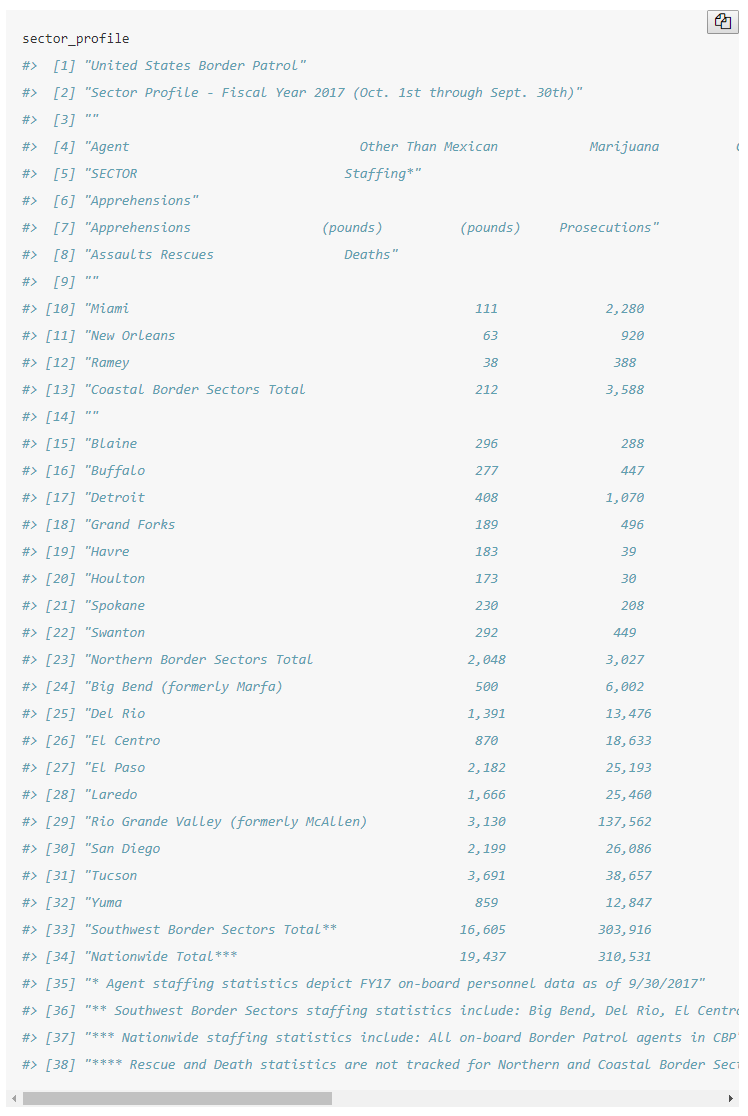 sector_profile
#>  [1] "United States Border Patrol"
#>  [2] "Sector Profile - Fiscal Year 2017 (Oct. 1st through Sept. 30th)"
#>  [3] ""
#>  [4] "Agent                              Other Than Mexican            Marijuana
#>  [5] "SECTOR                           Staffing*"
#>  [6] "Apprehensions"
#>  [7] "Apprehensions                 (pounds)          (pounds)     Prosecutions"
#>  [8] "Assaults Rescues                 Deaths"
#>  [9] ""
#> [10] "Miami                                             111              2,280
#> [11] "New Orleans                                        63                920
#> [12] "Ramey                                              38               388
#> [13] "Coastal Border Sectors Total                      212              3,588
#> [14] ""
#> [15] "Blaine                                            296                288
#> [16] "Buffalo                                           277                447
#> [17] "Detroit                                           408              1,070
#> [18] "Grand Forks                                       189                496
#> [19] "Havre                                             183                39
#> [20] "Houlton                                           173                30
#> [21] "Spokane                                           230                208
#> [22] "Swanton                                           292               449
#> [23] "Northern Border Sectors Total                    2,048             3,027
#> [24] "Big Bend (formerly Marfa)                         500              6,002
#> [25] "Del Rio                                          1,391             13,476
#> [26] "El Centro                                         870              18,633
#> [27] "El Paso                                          2,182             25,193
#> [28] "Laredo                                           1,666             25,460
#> [29] "Rio Grande Valley (formerly McAllen)             3,130            137,562
#> [30] "San Diego                                        2,199             26,086
#> [31] "Tucson                                           3,691             38,657
#> [32] "Yuma                                              859              12,847
#> [33] "Southwest Border Sectors Total**                16,605            303,916
#> [34] "Nationwide Total***                             19,437            310,531
#> [35] "* Agent staffing statistics depict FY17 on-board personnel data as of 9/30/2017"
#> [36] "** Southwest Border Sectors staffing statistics include: Big Bend, Del Rio, El Centro
#> [37] "*** Nationwide staffing statistics include: All on-board Border Patrol agents in CBP"
#> [38] "**** Rescue and Death statistics are not tracked for Northern and Coastal Border Sect